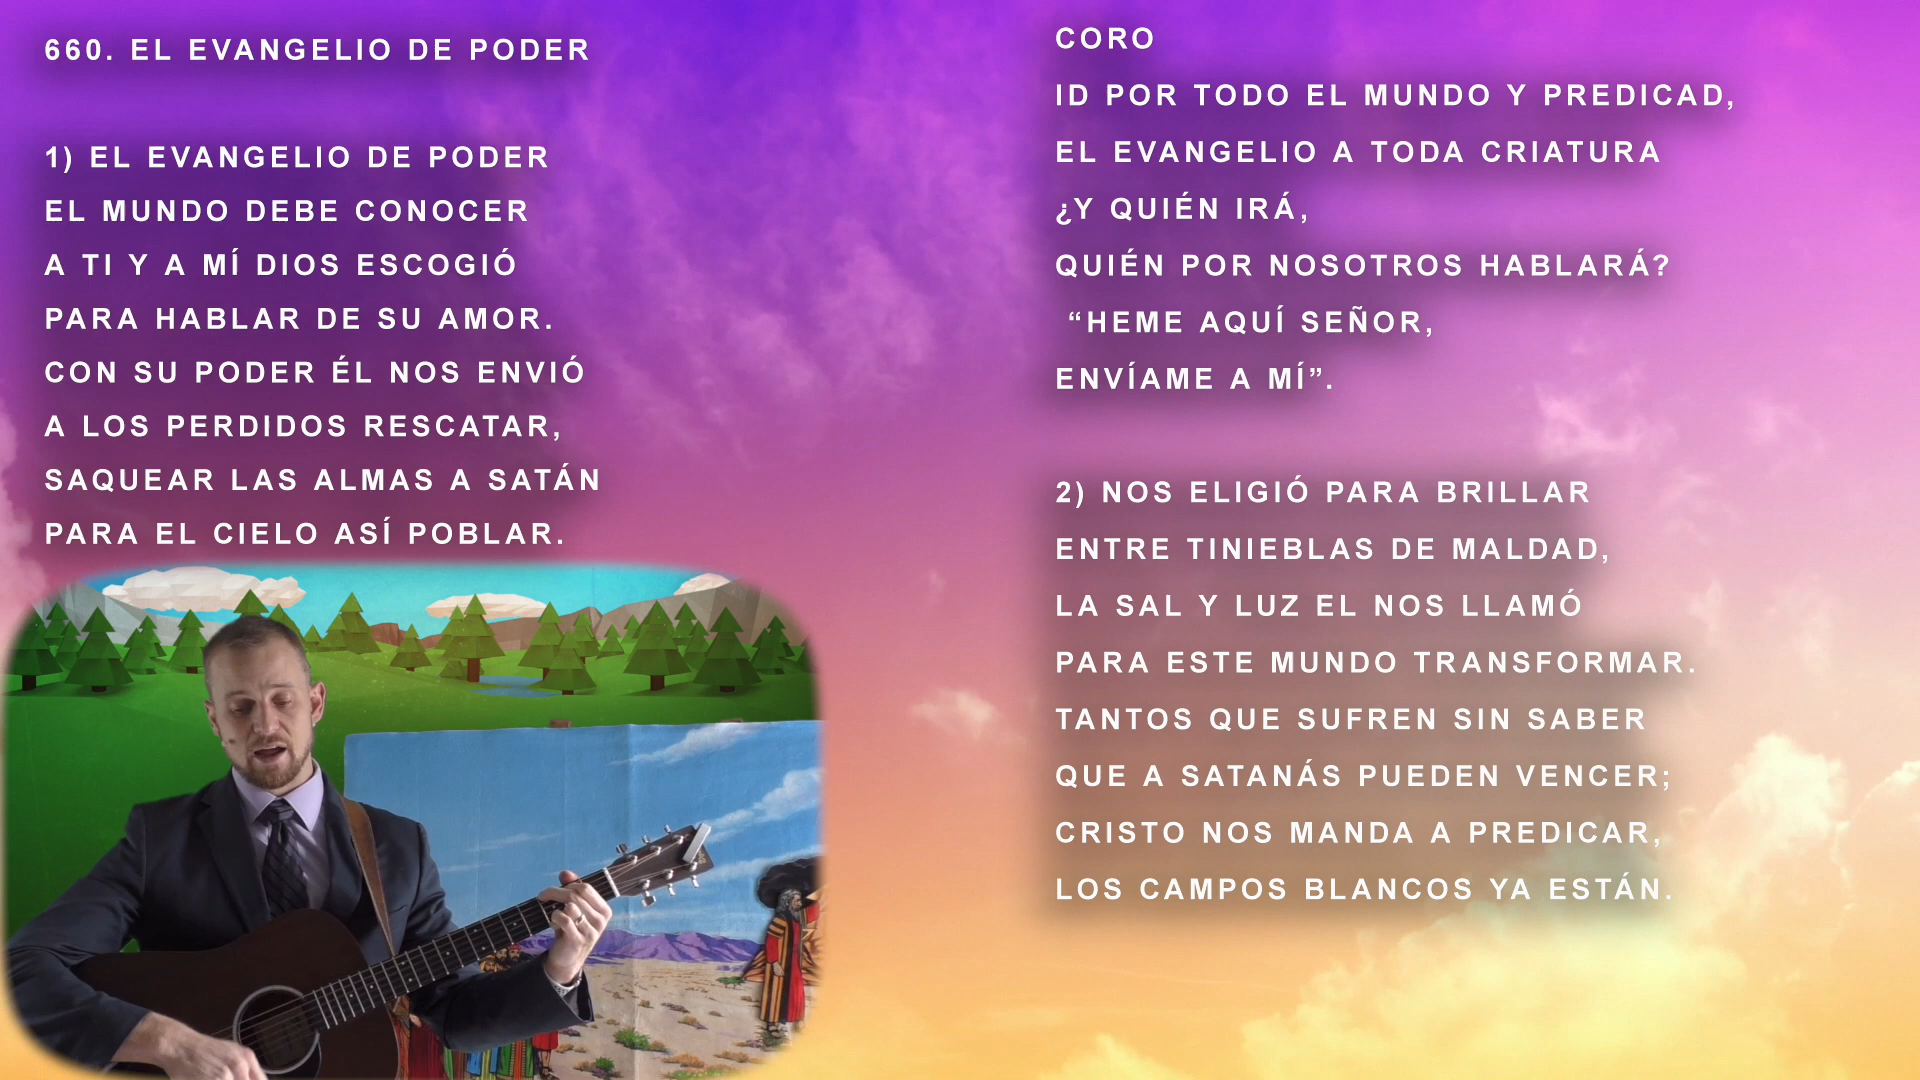 660. EL EVANGELIO DE PODER
1) EL EVANGELIO DE PODER
EL MUNDO DEBE CONOCER
A TI Y A MÍ DIOS ESCOGIÓ
PARA HABLAR DE SU AMOR.
CON SU PODER ÉL NOS ENVIÓ
A LOS PERDIDOS RESCATAR,
SAQUEAR LAS ALMAS A SATÁN
PARA EL CIELO ASÍ POBLAR.
CORO
ID POR TODO EL MUNDO Y PREDICAD,
EL EVANGELIO A TODA CRIATURA
¿Y QUIÉN IRÁ,
QUIÉN POR NOSOTROS HABLARÁ?
“HEME AQUÍ SEÑOR,
ENVÍAME A MÍ”.
2) NOS ELIGIÓ PARA BRILLAR
ENTRE TINIEBLAS DE MALDAD,
LA SAL Y LUZ EL NOS LLAMÓ
PARA ESTE MUNDO TRANSFORMAR.
TANTOS QUE SUFREN SIN SABER
QUE A SATANÁS PUEDEN VENCER;
CRISTO NOS MANDA A PREDICAR,
LOS CAMPOS BLANCOS YA ESTÁN.